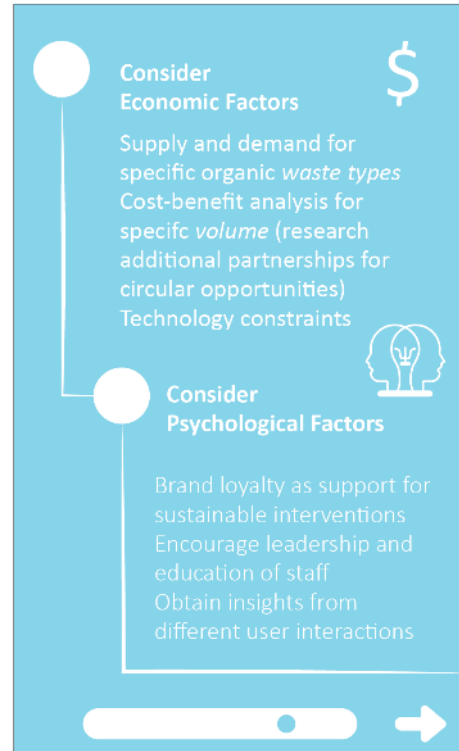 $
Consider
Economic Factors
Supply and demand for
specific organic waste types
Cost-benefit analysis for
specifc volume (research
additional partnerships for
circular opportunities)
Technology constraints
Consider
Psychological Factors
Brand loyalty as support for
sustainable interventions
Encourage leadership and
education of staff
Obtain insights from
different user interactions